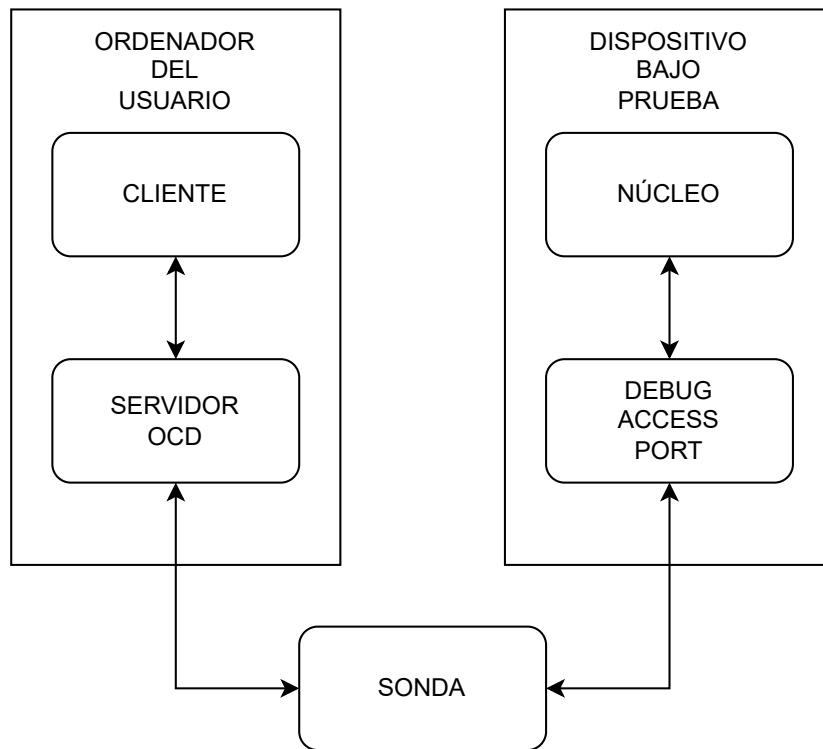 ORDENADOR
DEL
USUARIO
CLIENTE
SERVIDOR
OCD
DISPOSITIVO
BAJO
PRUEBA
NÚCLEO
DEBUG
ACCESS
PORT
SONDA